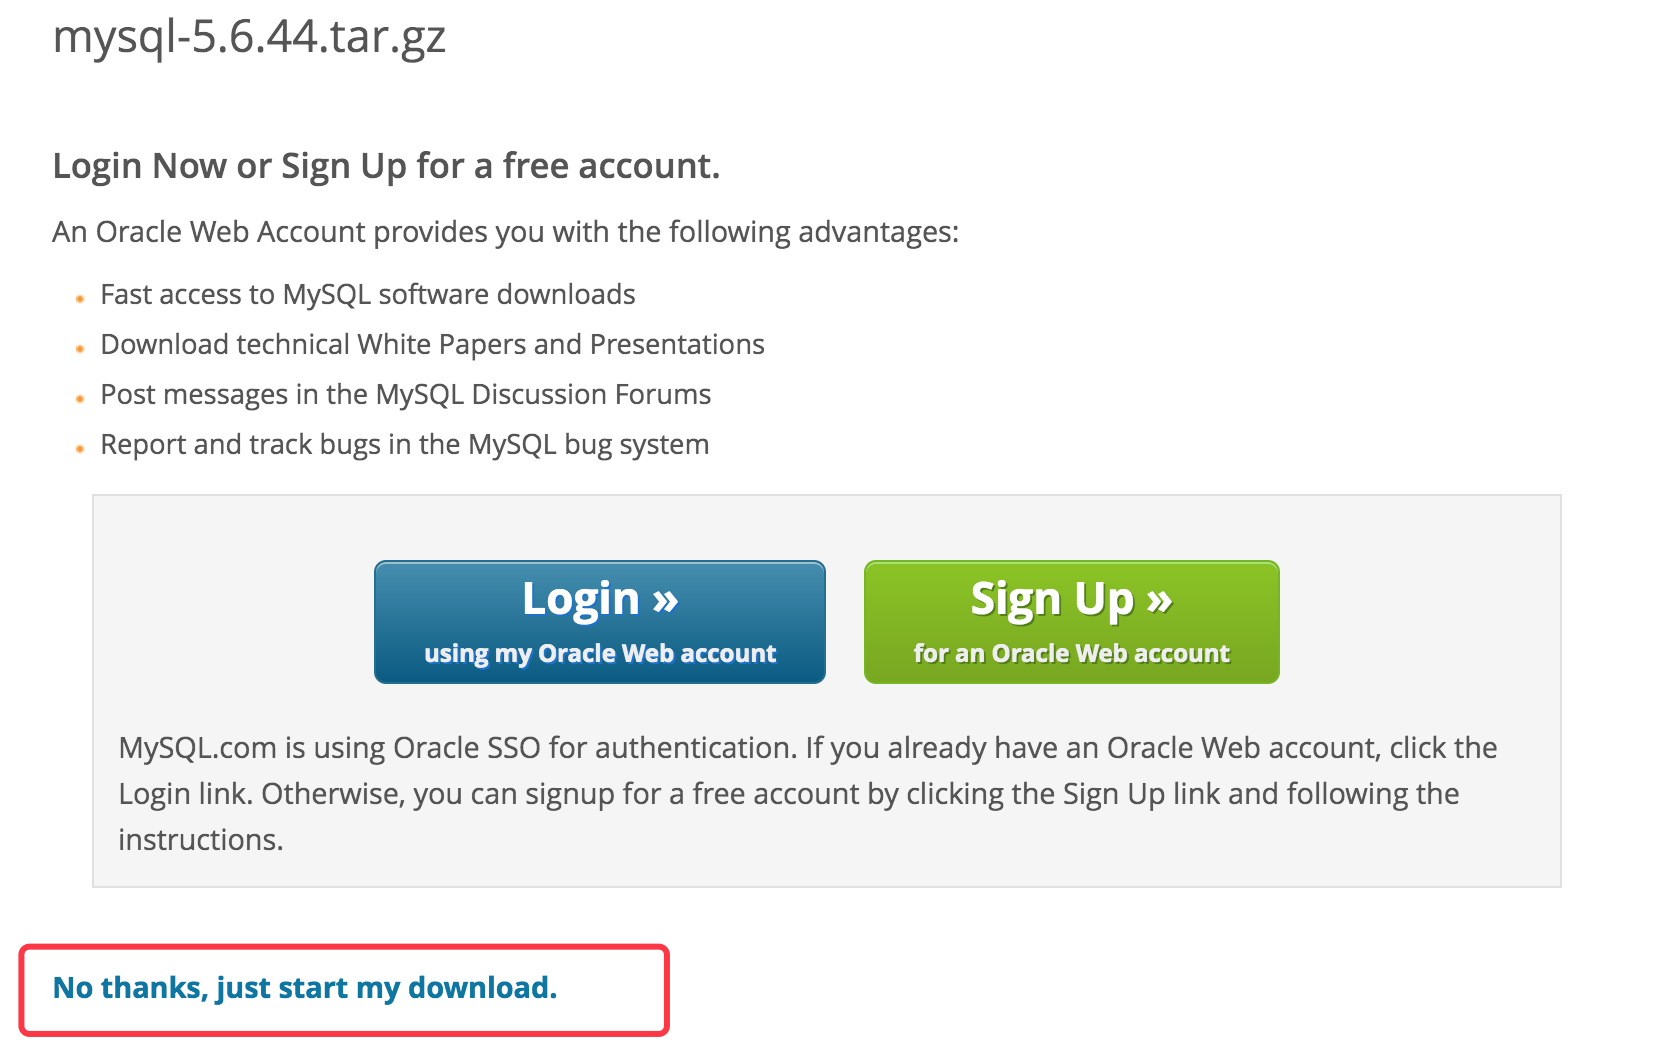 mysql-5.6.44.tar.gz
Login Now or Sign Up for a free account.
An Oracle Web Account provides you with the following advantages:
Fast access to MySQL software downloads
Download technical White Papers and Presentations
Post messages in the MySQL Discussion Forums
Report and track bugs in the MySQL bug system
Login »
using my Oracle Web account
Sign Up »
for an Oracle Web account
MySQL.com is using Oracle SSO for authentication. If you already have an Oracle Web account, click the
Login link. Otherwise, you can signup for a free account by clicking the Sign Up link and following the
instructions.
No thanks, just start my download.